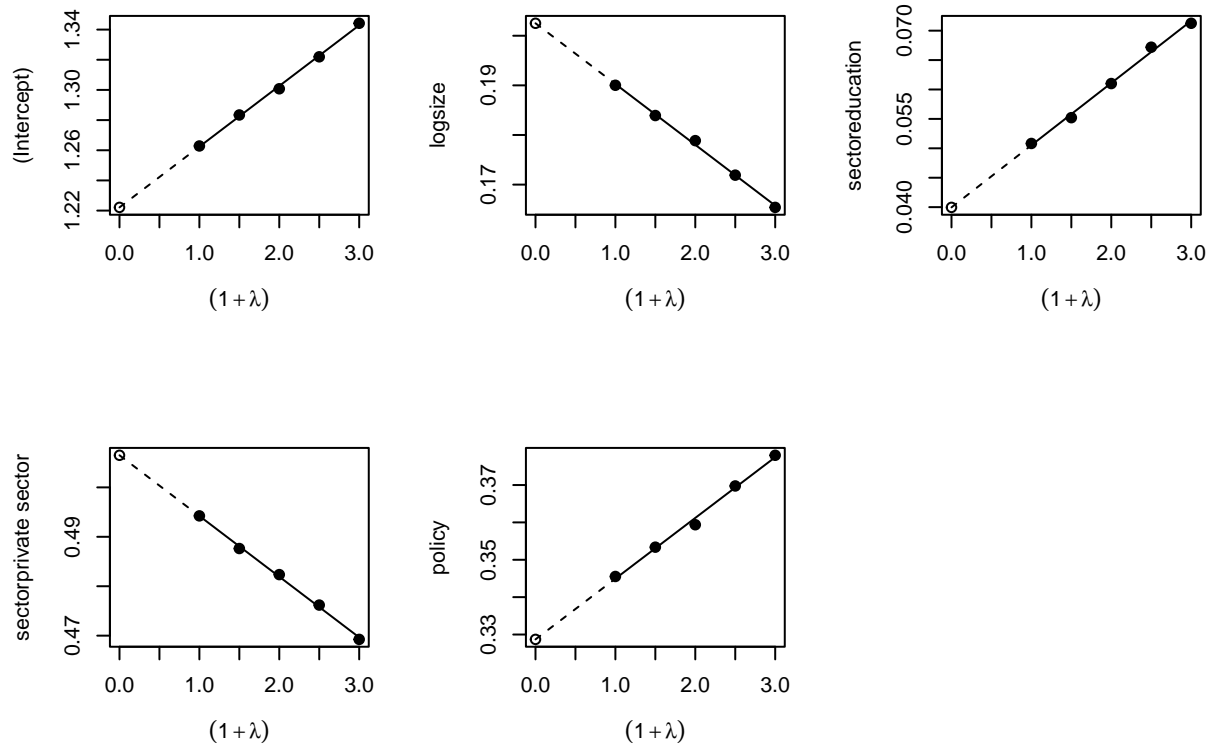 (Intercept)
1.22 1.26 1.30 1.34
0.0 1.0 2.0 3.0
(1 + λ)
logsize
0.17 0.19
0.0 1.0 2.0 3.0
(1 + λ)
sectoreducation
0.040 0.055 0.070
0.0 1.0 2.0 3.0
(1 + λ)
sectorprivate sector
0.47 0.49
0.0 1.0 2.0 3.0
(1 + λ)
policy
0.33 0.35 0.37
0.0 1.0 2.0 3.0
(1 + λ)